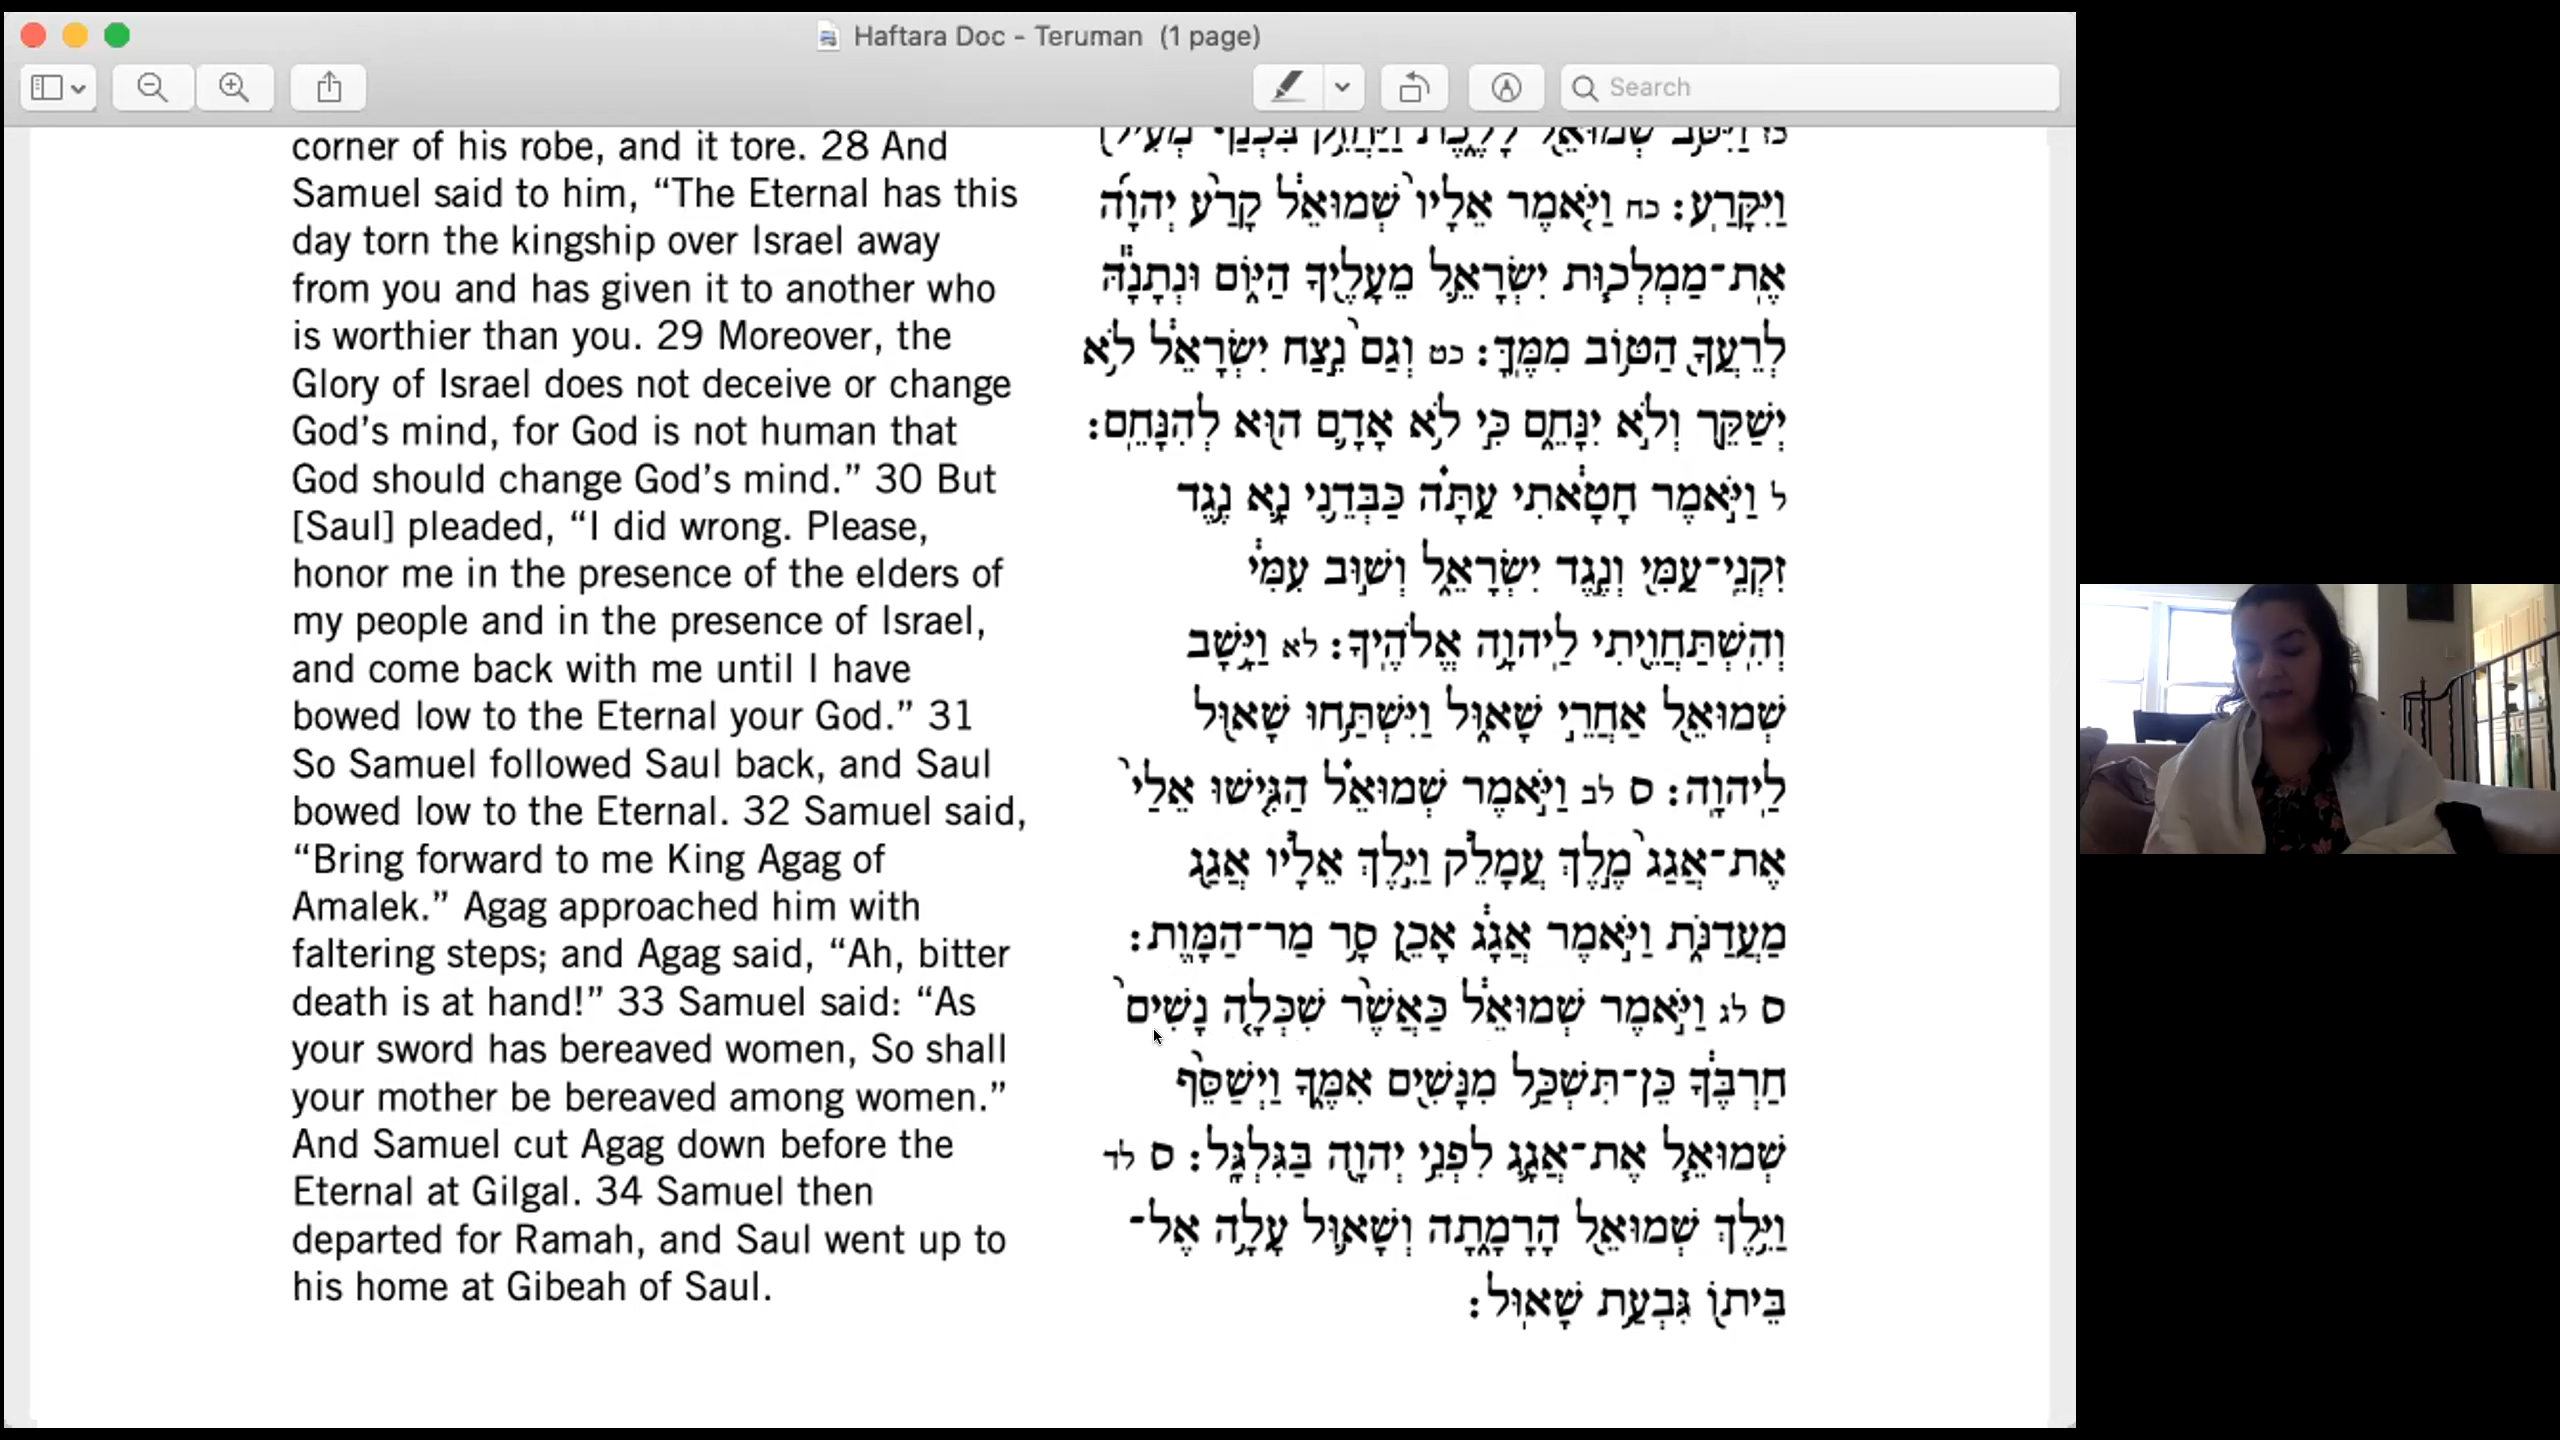 Haftara Doc - Teruman (1 page)
Search
corner of his robe, and it tore. 28 And
Samuel said to him, “The Eternal has this
day torn the kingship over Israel away
from you and has given it to another who
is worthier than you. 29 Moreover, the
Glory of Israel does not deceive or change
God’s mind, for God is not human that
God should change God’s mind.” 30 But
[Saul] pleaded, “I did wrong. Please,
honor me in the presence of the elders of
my people and in the presence of Israel,
and come back with me until I have
bowed low to the Eternal your God.” 31
So Samuel followed Saul back, and Saul
bowed low to the Eternal. 32 Samuel said,
“Bring forward to me King Agag of
Amalek.” Agag approached him with
faltering steps; and Agag said, “Ah, bitter
death is at hand!” 33 Samuel said: “As
your sword has bereaved women, So shall
your mother be bereaved among women.”
And Samuel cut Agag down before the
Eternal at Gilgal. 34 Samuel then
departed for Ramah, and Saul went up to
his home at Gibeah of Saul.
כז וַיִּסֹּ֥ב שְׁמוּאֵ֖ל לָלֶ֑כֶת וַיַּחֲזֵ֥ק בִּכְנַף־ מְעִיל֖וֹ
וַיִּקָּרַֽע׃ כח וַיֹּ֤אמֶר אֵלָיו֙ שְׁמוּאֵ֔ל קָרַ֨ע יְהוָ֜ה
אֶֽת־מַמְלְכ֧וּת יִשְׂרָאֵ֛ל מֵעָלֶ֖יךָ הַיּ֑וֹם וּנְתָנָ֕הּ
לְרֵעֲךָ֖ הַטּ֥וֹב מִמֶּֽךָּ׃ כט וְגַם֙ נֵ֣צַח יִשְׂרָאֵ֔ל לֹ֥א
יְשַׁקֵּ֖ר וְלֹ֣א יִנָּחֵ֑ם כִּ֣י לֹ֥א אָדָ֛ם ה֖וּא לְהִנָּחֵֽם׃
ל וַיֹּ֣אמֶר חָטָ֔אתִי עַתָּ֗ה כַּבְּדֵ֥נִי נָ֛א נֶ֥גֶד
זִקְנֵֽי־עַמִּ֖י וְנֶ֣גֶד יִשְׂרָאֵ֑ל וְשׁ֣וּב עִמִּ֔י
וְהִֽשְׁתַּחֲוֵ֖יתִי לַֽיהוָ֥ה אֱלֹהֶֽיךָ׃ לא וַיָּ֥שָׁב
שְׁמוּאֵ֖ל אַחֲרֵ֣י שָׁא֑וּל וַיִּשְׁתַּ֥חוּ שָׁא֖וּל
לַֽיהוָֽה׃ ס לב וַיֹּ֣אמֶר שְׁמוּאֵ֗ל הַגִּ֤ישׁוּ אֵלַי֙
אֶת־אֲגַג֙ מֶ֣לֶךְ עֲמָלֵ֔ק וַיֵּ֣לֶךְ אֵלָ֔יו אֲגַ֖ג
מַעֲדַנֹּ֑ת וַיֹּ֣אמֶר אֲגָ֔ג אָכֵ֖ן סָ֥ר מַר־הַמָּֽוֶת׃
ס לג וַיֹּ֣אמֶר שְׁמוּאֵ֔ל כַּאֲשֶׁ֨ר שִׁכְּלָ֤ה נָשִׁים֙
חַרְבֶּ֔ךָ כֵּן־תִּשְׁכַּ֥ל מִנָּשִׁ֖ים אִמֶּ֑ךָ וַיְשַׁסֵּ֨ף
שְׁמוּאֵ֧ל אֶת־אֲגָ֛ג לִפְנֵ֥י יְהוָ֖ה בַּגִּלְגָּֽל׃ ס לד
וַיֵּ֥לֶךְ שְׁמוּאֵ֖ל הָרָמָ֑תָה וְשָׁא֛וּל עָלָ֥ה אֶל־
בֵּית֖וֹ גִּבְעַ֥ת שָׁאֽוּל׃